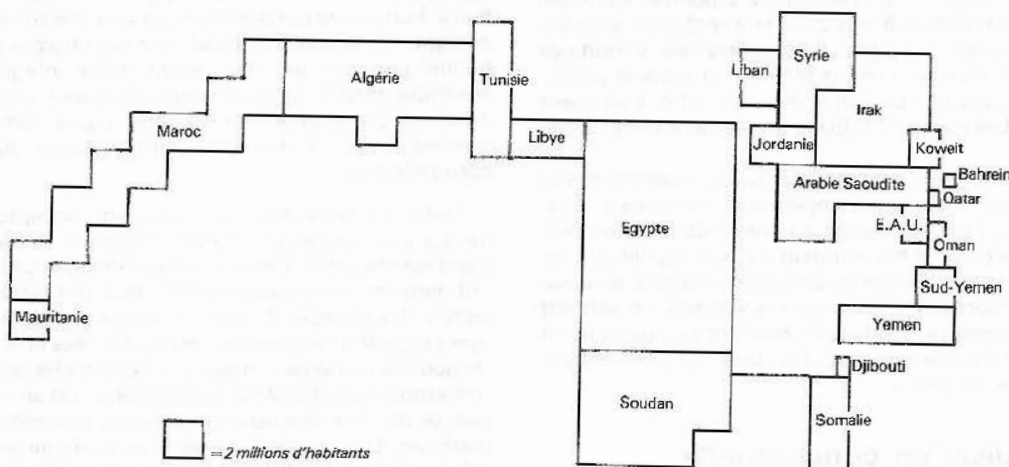 Algérie
Tunisie
Maroc
Libye
Mauritanie
Egypte
Soudan
Liban
Syrie
Irak
Jordanie
Koweit
Arabie Saoudite
Bahrein
Qatar
E.A.U.
Oman
Sud-Yemen
Yemen
Djibouti
Somalie
= 2 millions d'habitants